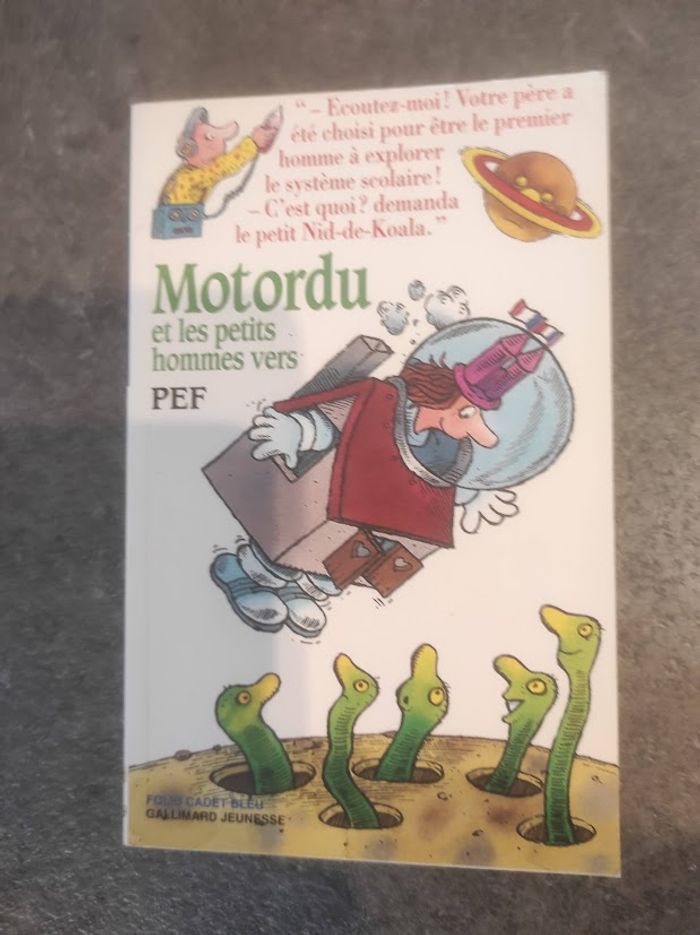 “ – Ecoutez-moi! Votre père a
été choisi pour être le premier
homme à explorer
le système scolaire!
– C'est quoi? demanda
le petit Nid-de-Koala. ”
Motordu
et les petits
hommes vers
PEF
FOLIO CADET BLEU
GALLIMARD JEUNESSE